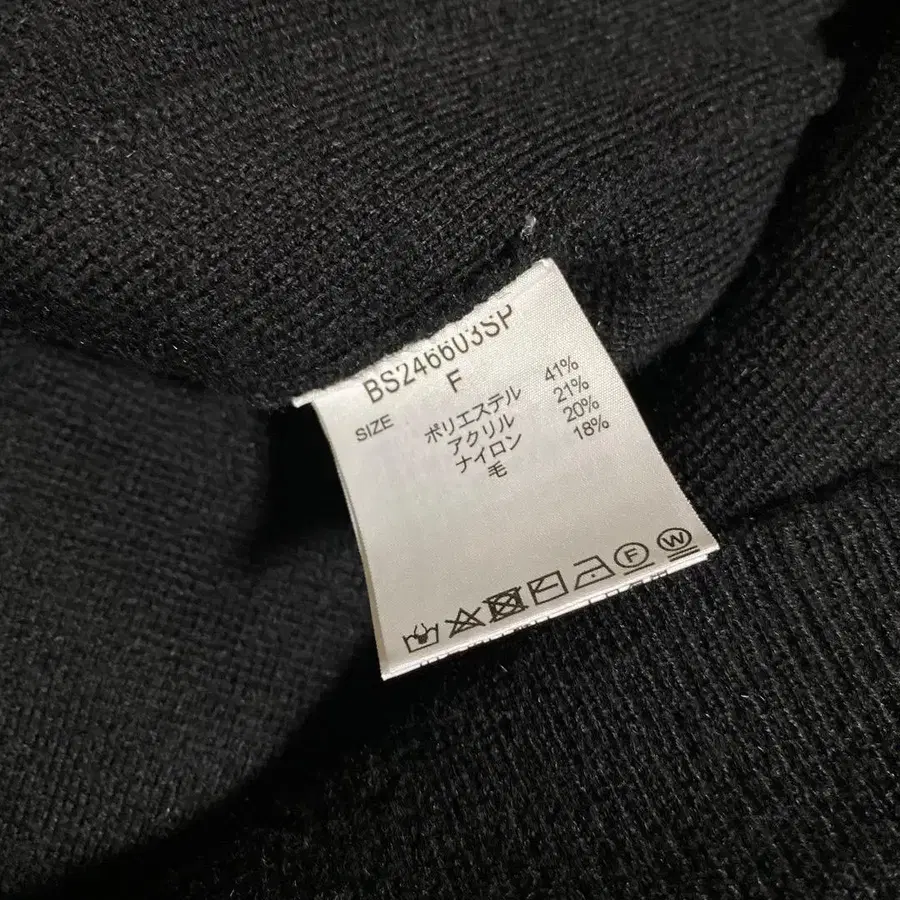 BS246603SP
SIZE F
ポリエステル 41%
アクリル 21%
ナイロン 20%
毛 18%
F W